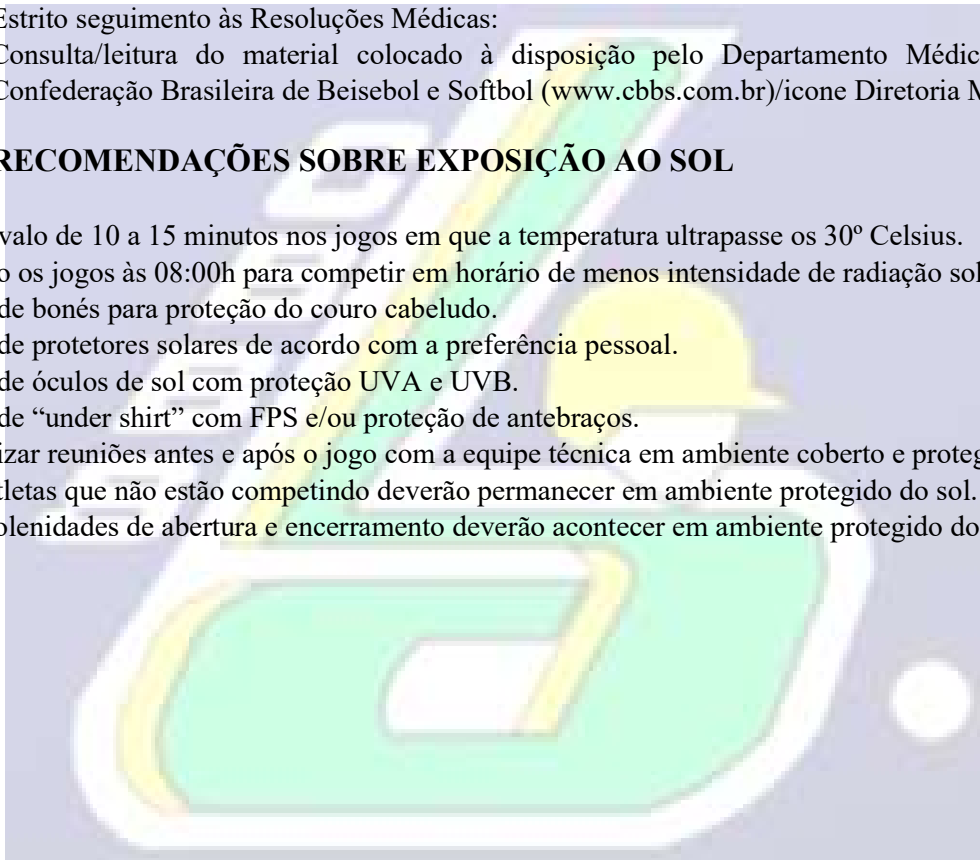 Estrito seguimento às Resoluções Médicas:
Consulta/leitura do material colocado à disposição pelo Departamento Médic
Confederação Brasileira de Beisebol e Softbol (www.cbbs.com.br)/icone Diretoria M
RECOMENDAÇÕES SOBRE EXPOSIÇÃO AO SOL
valo de 10 a 15 minutos nos jogos em que a temperatura ultrapasse os 30º Celsius.
o os jogos às 08:00h para competir em horário de menos intensidade de radiação sol
de bonés para proteção do couro cabeludo.
de protetores solares de acordo com a preferência pessoal.
de óculos de sol com proteção UVA e UVB.
de “under shirt” com FPS e/ou proteção de antebraços.
izar reuniões antes e após o jogo com a equipe técnica em ambiente coberto e proteg
tletas que não estão competindo deverão permanecer em ambiente protegido do sol.
olenidades de abertura e encerramento deverão acontecer em ambiente protegido do